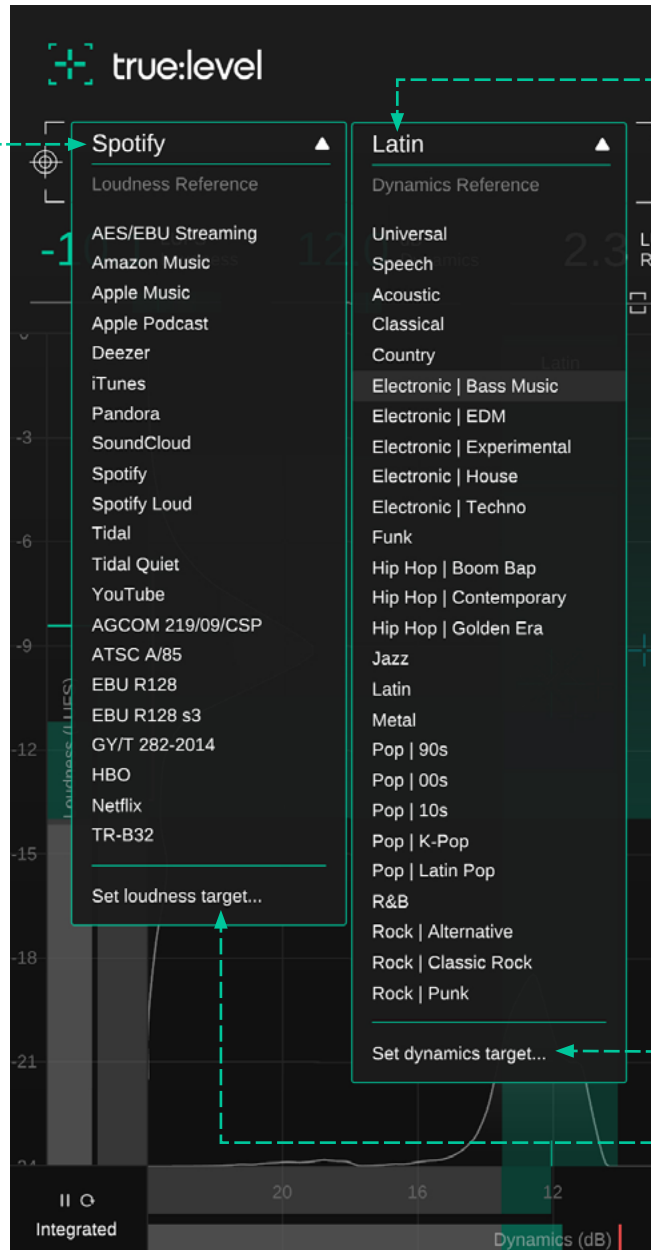 true:level
Spotify
Loudness Reference
AES/EBU Streaming
Amazon Music
Apple Music
Apple Podcast
Deezer
iTunes
Pandora
SoundCloud
Spotify
Spotify Loud
Tidal
Tidal Quiet
YouTube
AGCOM 219/09/CSP
ATSC A/85
EBU R128
EBU R128 s3
GY/T 282-2014
HBO
Netflix
TR-B32
Set loudness target...
Latin
Dynamics Reference
Universal
Speech
Acoustic
Classical
Country
Electronic | Bass Music
Electronic | EDM
Electronic | Experimental
Electronic | House
Electronic | Techno
Funk
Hip Hop | Boom Bap
Hip Hop | Contemporary
Hip Hop | Golden Era
Jazz
Latin
Metal
Pop | 90s
Pop | 00s
Pop | 10s
Pop | K-Pop
Pop | Latin Pop
R&B
Rock | Alternative
Rock | Classic Rock
Rock | Punk
Set dynamics target...
2.3
L
R
Latin
-3
-6
-9
-12
-15
-18
-21
Loudness (LUFS)
20
16
12
Dynamics (dB)
Integrated